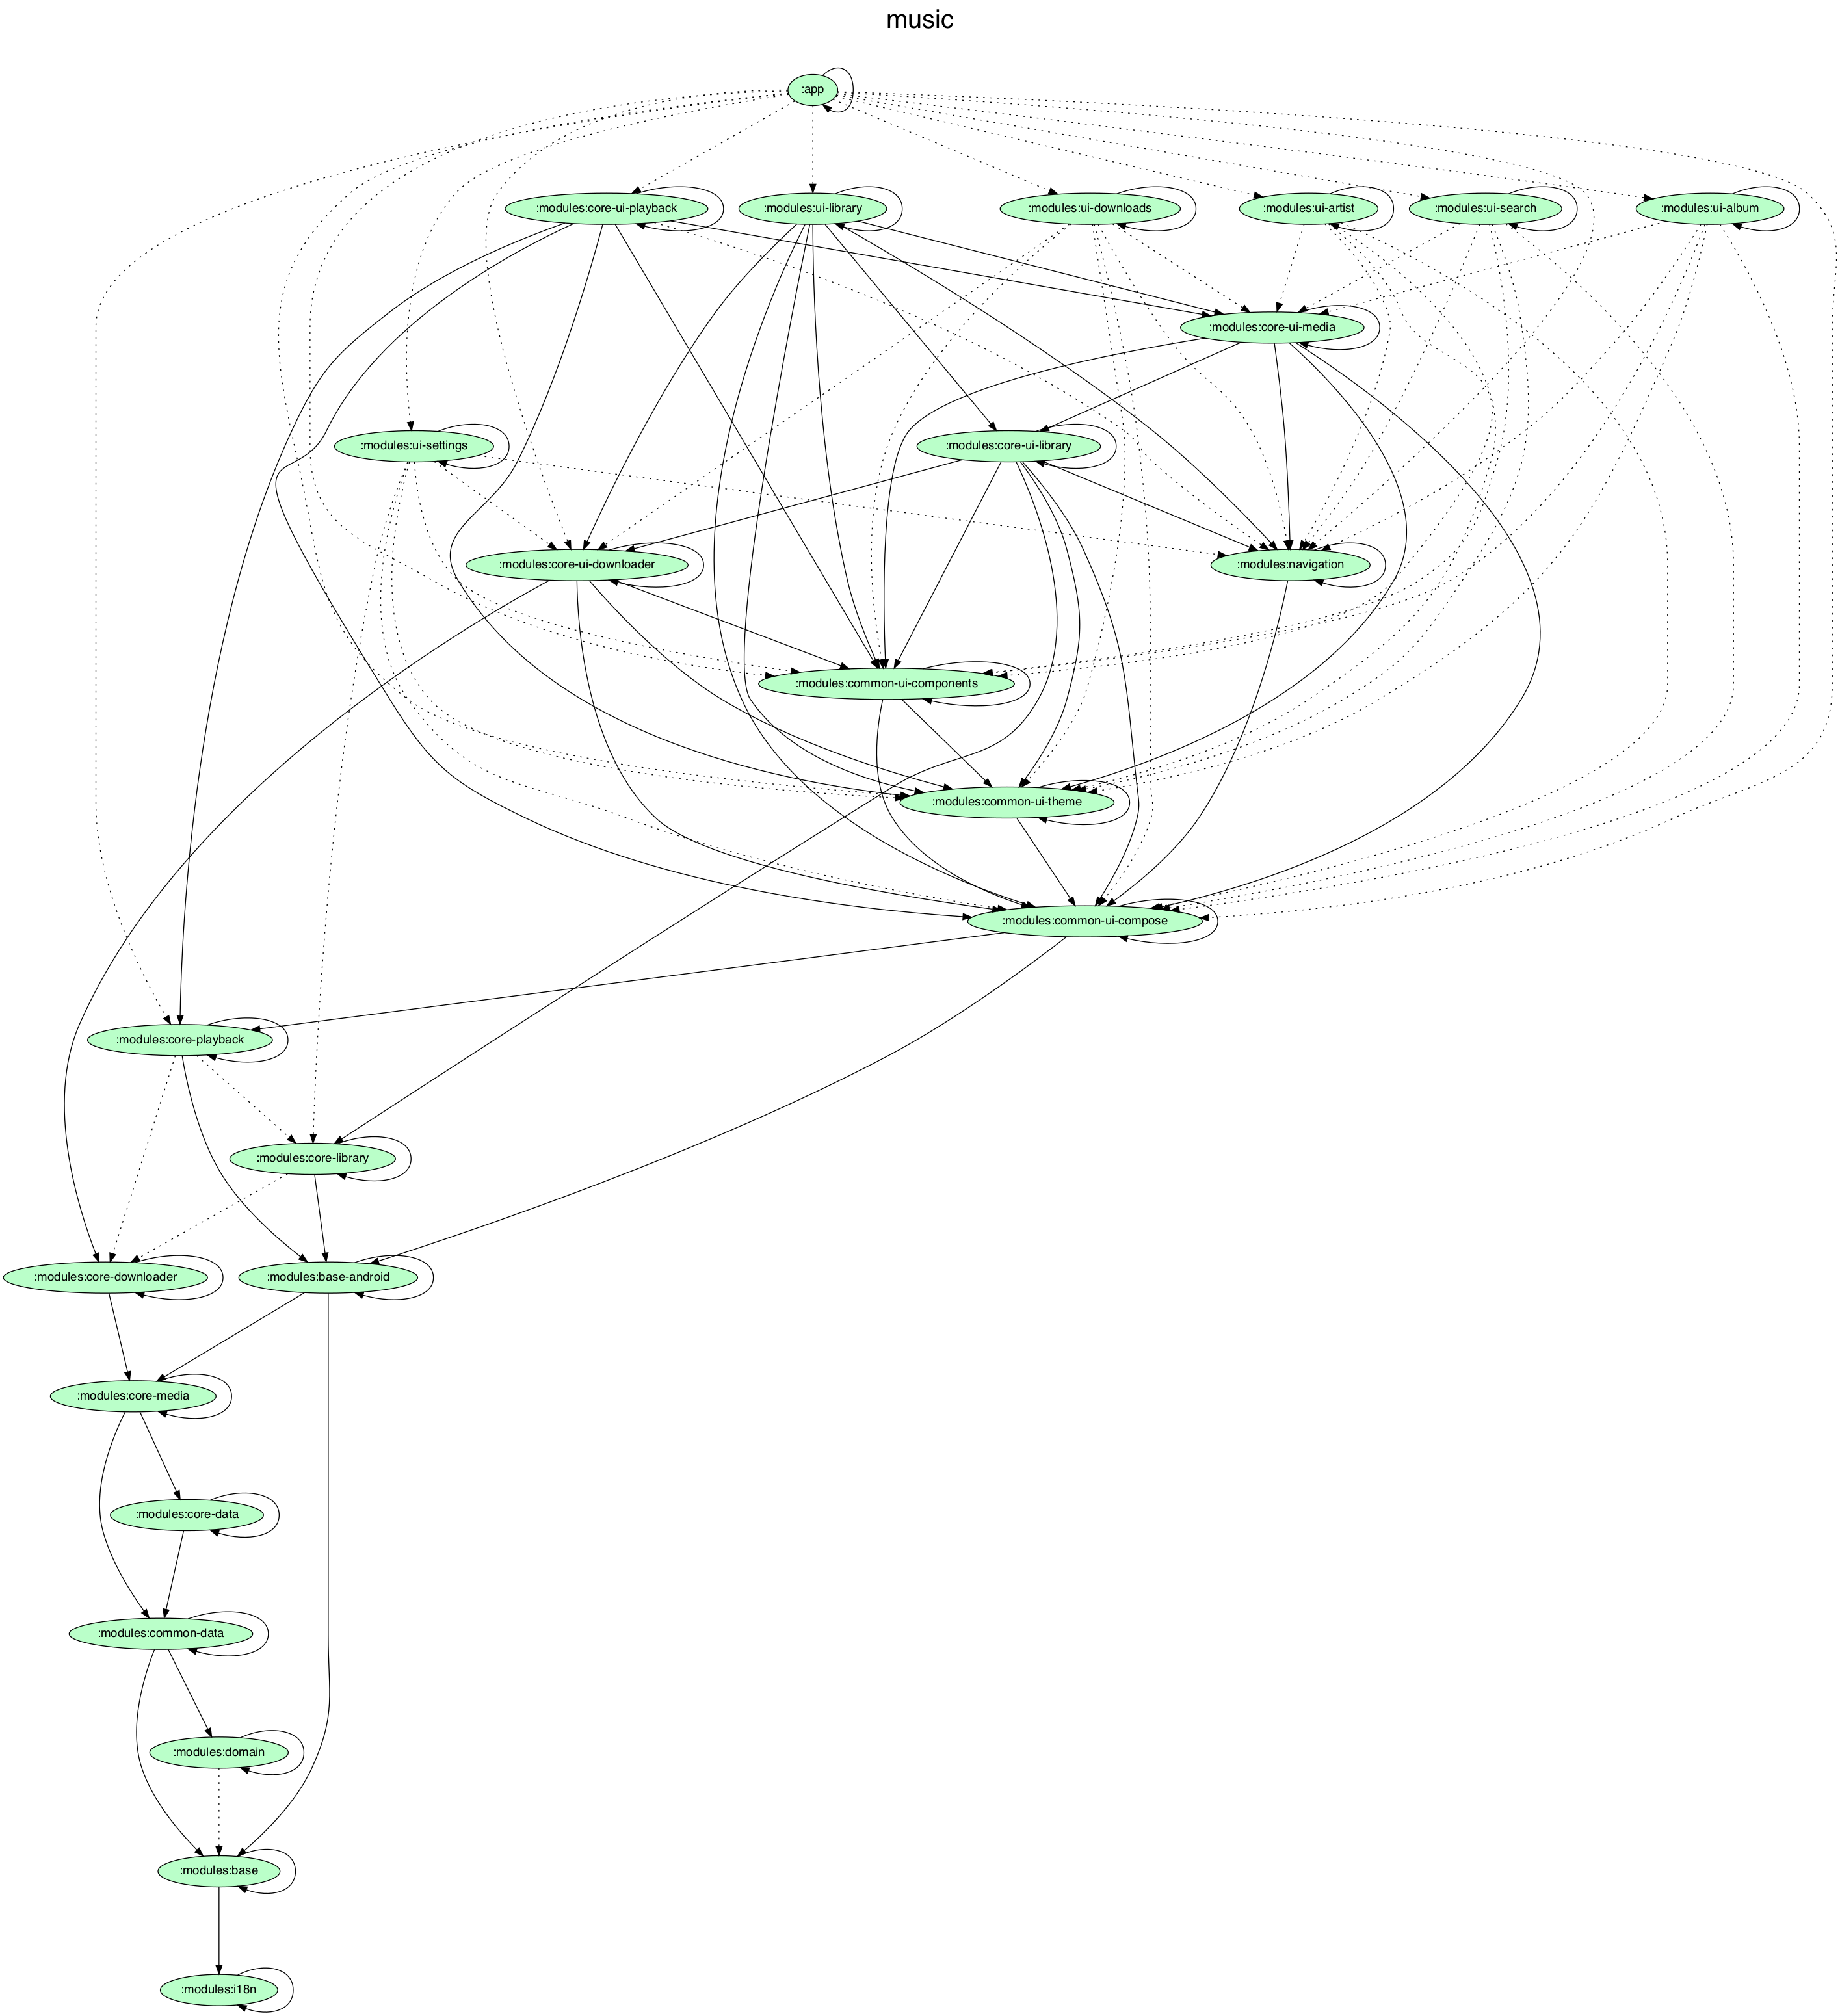 music
:app
:modules:core-ui-playback
:modules:ui-library
:modules:ui-downloads
:modules:ui-artist
:modules:ui-search
:modules:ui-album
:modules:core-ui-media
:modules:ui-settings
:modules:core-ui-library
:modules:core-ui-downloader
:modules:navigation
:modules:common-ui-components
:modules:common-ui-theme
:modules:common-ui-compose
:modules:core-playback
:modules:core-library
:modules:core-downloader
:modules:base-android
:modules:core-media
:modules:core-data
:modules:common-data
:modules:domain
:modules:base
:modules:i18n